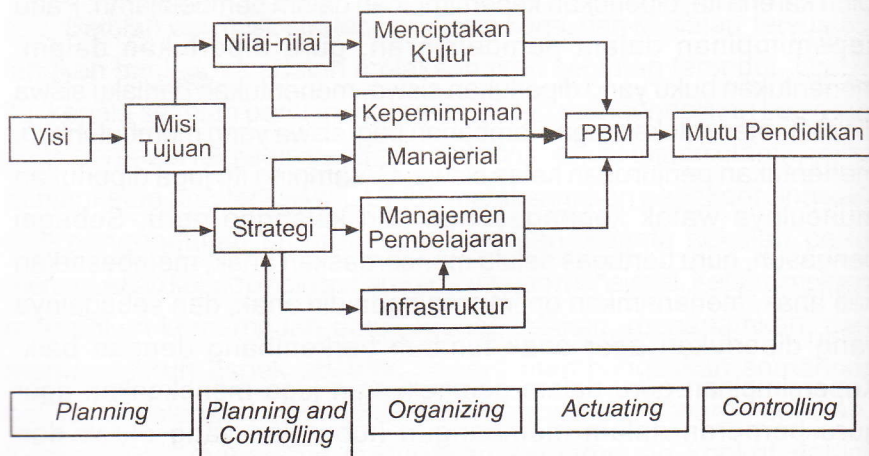 Visi
Misi
Tujuan
Nilai-nilai
Strategi
Menciptakan
Kultur
Kepemimpinan
Manajerial
Manajemen
Pembelajaran
Infrastruktur
PBM
Mutu Pendidikan
Planning
Planning and
Controlling
Organizing
Actuating
Controlling